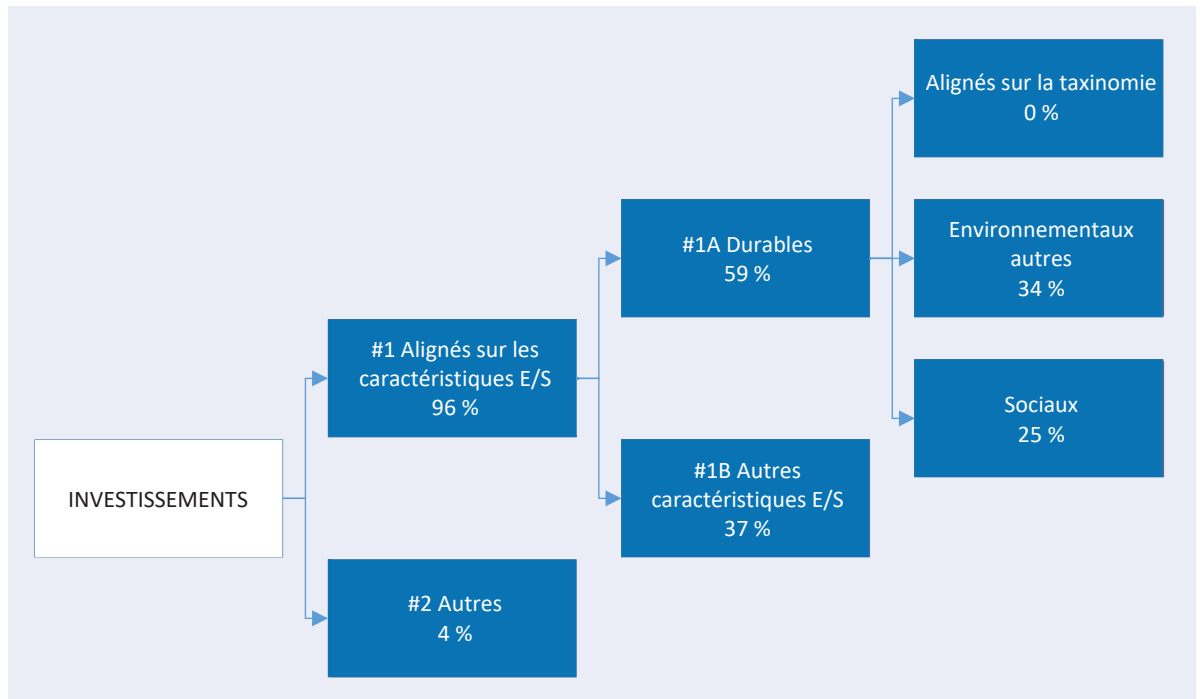 INVESTISSEMENTS
#1 Alignés sur les
caractéristiques E/S
96 %
#2 Autres
4 %
#1A Durables
59 %
#1B Autres
caractéristiques E/S
37 %
Alignés sur la taxinomie
0 %
Environnementaux
autres
34 %
Sociaux
25 %